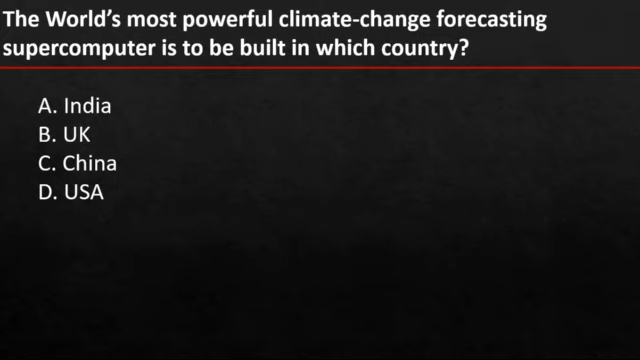 The World’s most powerful climate-change forecasting
supercomputer is to be built in which country?
A. India
B. UK
C. China
D. USA